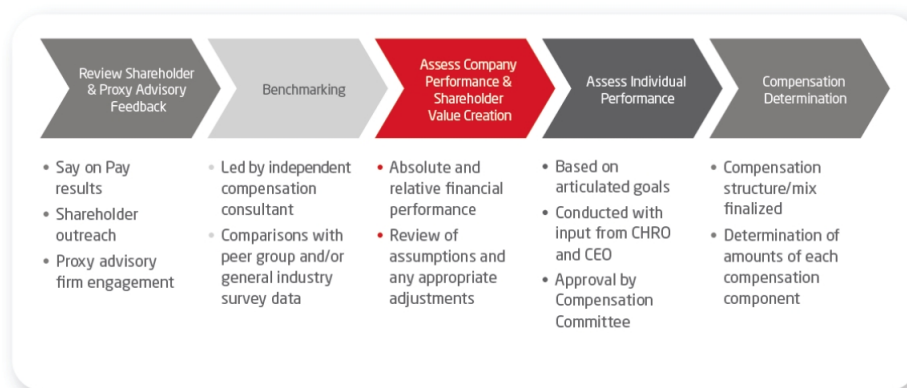 Review Shareholder
& Proxy Advisory
Feedback
Benchmarking
Assess Company
Performance &
Shareholder
Value Creation
Assess Individual
Performance
Compensation
Determination
• Say on Pay
results
• Shareholder
outreach
• Proxy advisory
firm engagement
• Led by independent
compensation
consultant
• Comparisons with
peer group and/or
general industry
survey data
• Absolute and
relative financial
performance
• Review of
assumptions and
any appropriate
adjustments
• Based on
articulated goals
• Conducted with
input from CHRO
and CEO
• Approval by
Compensation
Committee
• Compensation
structure/mix
finalized
• Determination of
amounts of each
compensation
component